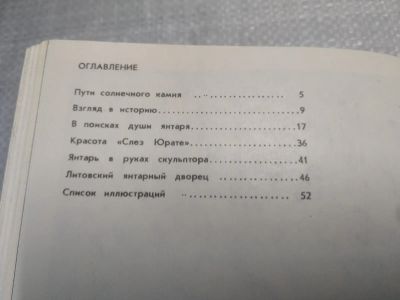 ОГЛАВЛЕНИЕ
Пути солнечного камня .................... 5
Взгляд в историю ......................... 9
В поисках души янтаря .................... 17
Красота «Слез Юрате» ..................... 36
Янтарь в руках скульптора ................ 41
Литовский янтарный дворец ................ 46
Список иллюстраций ....................... 52